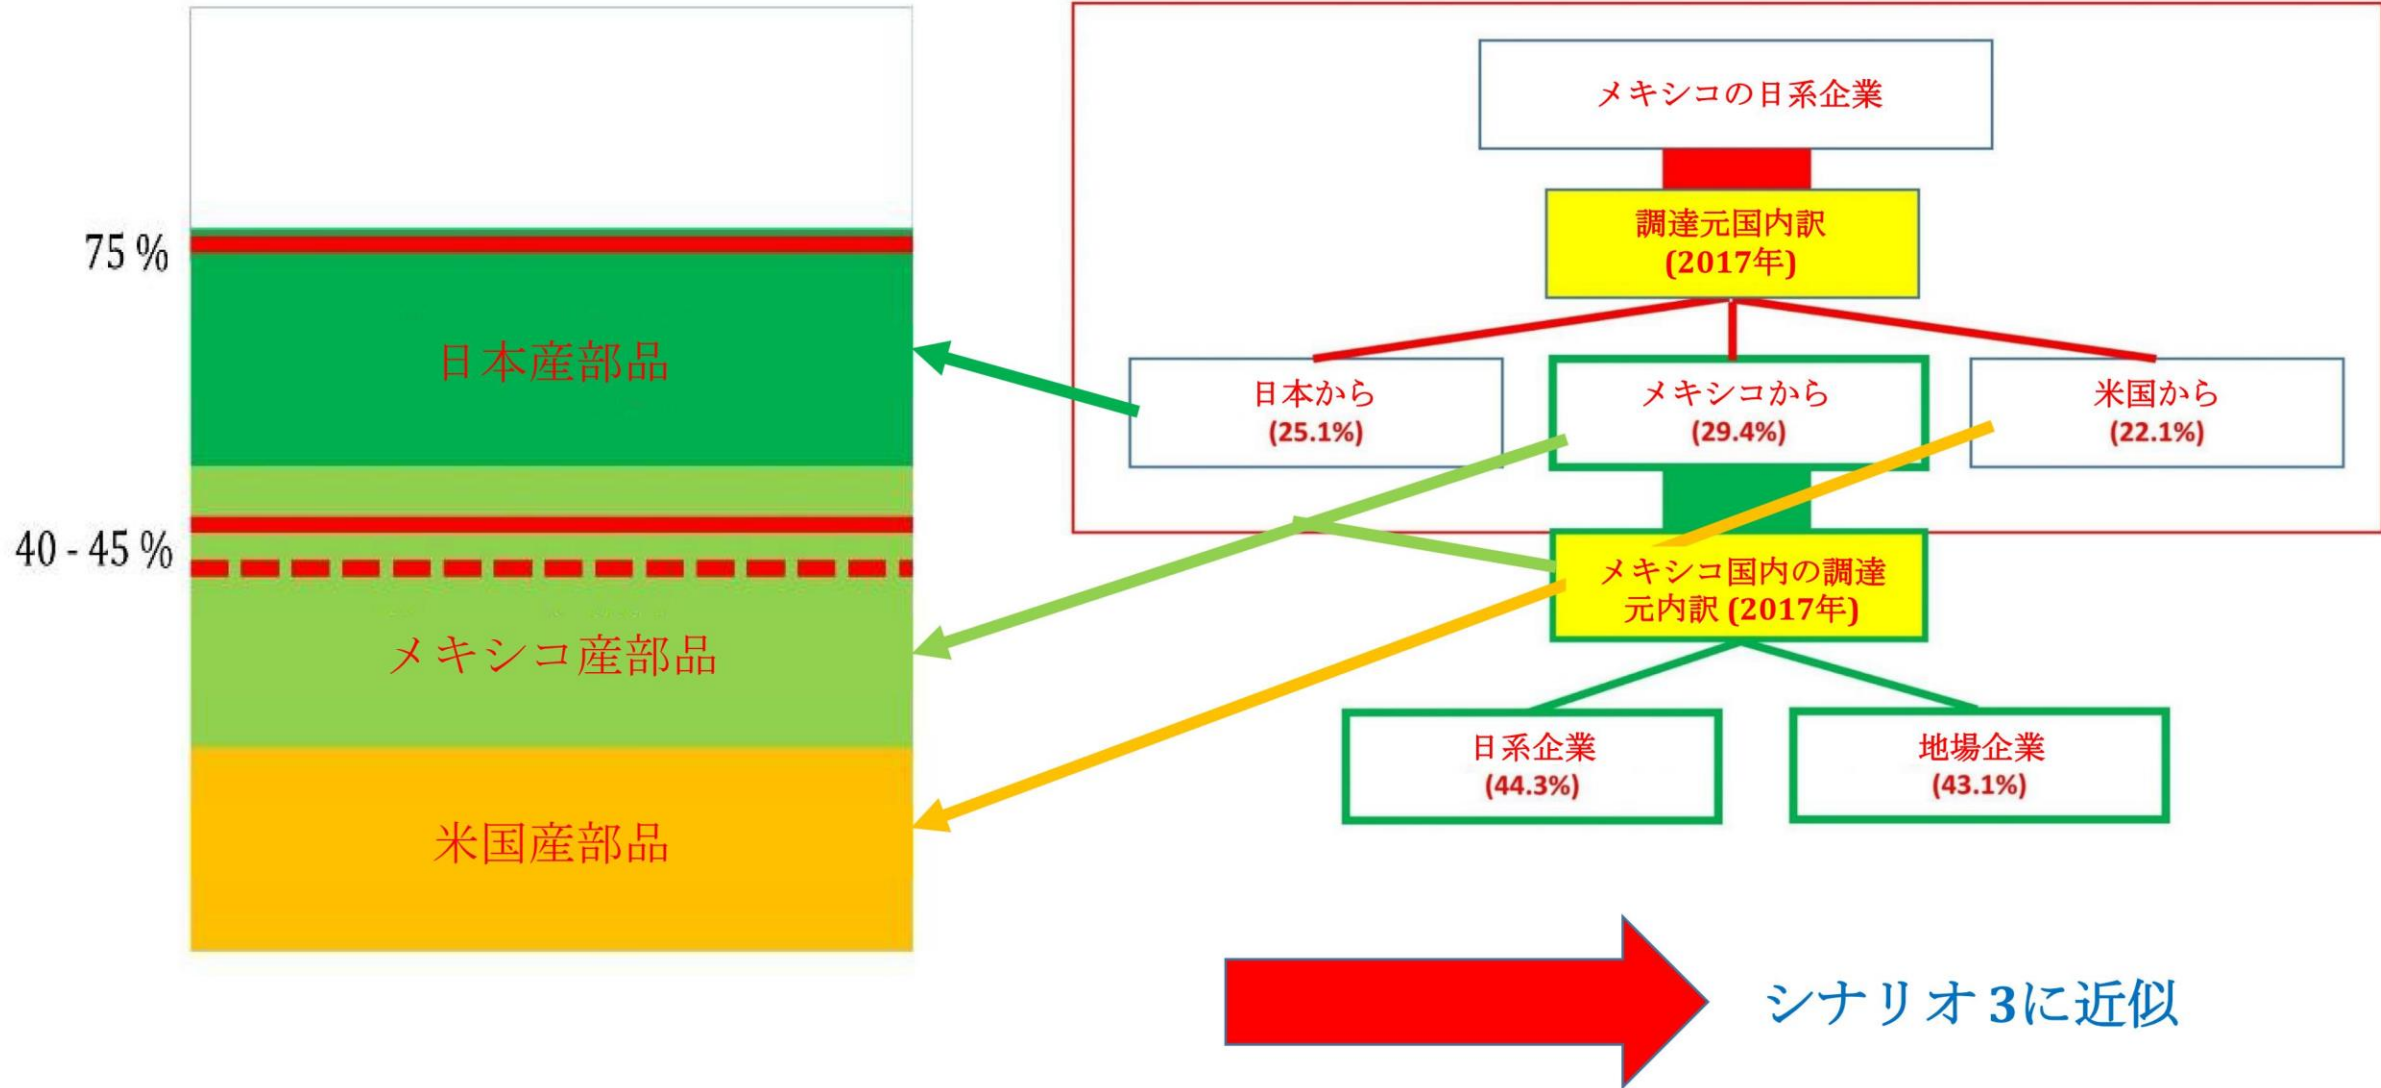 75 %
日本産部品
40 - 45 %
メキシコ産部品
米国産部品
メキシコの日系企業
調達元国内訳
(2017年)
日本から
(25.1%)
メキシコから
(29.4%)
米国から
(22.1%)
メキシコ国内の調達
元内訳 (2017年)
日系企業
(44.3%)
地場企業
(43.1%)
シナリオ 3に近似